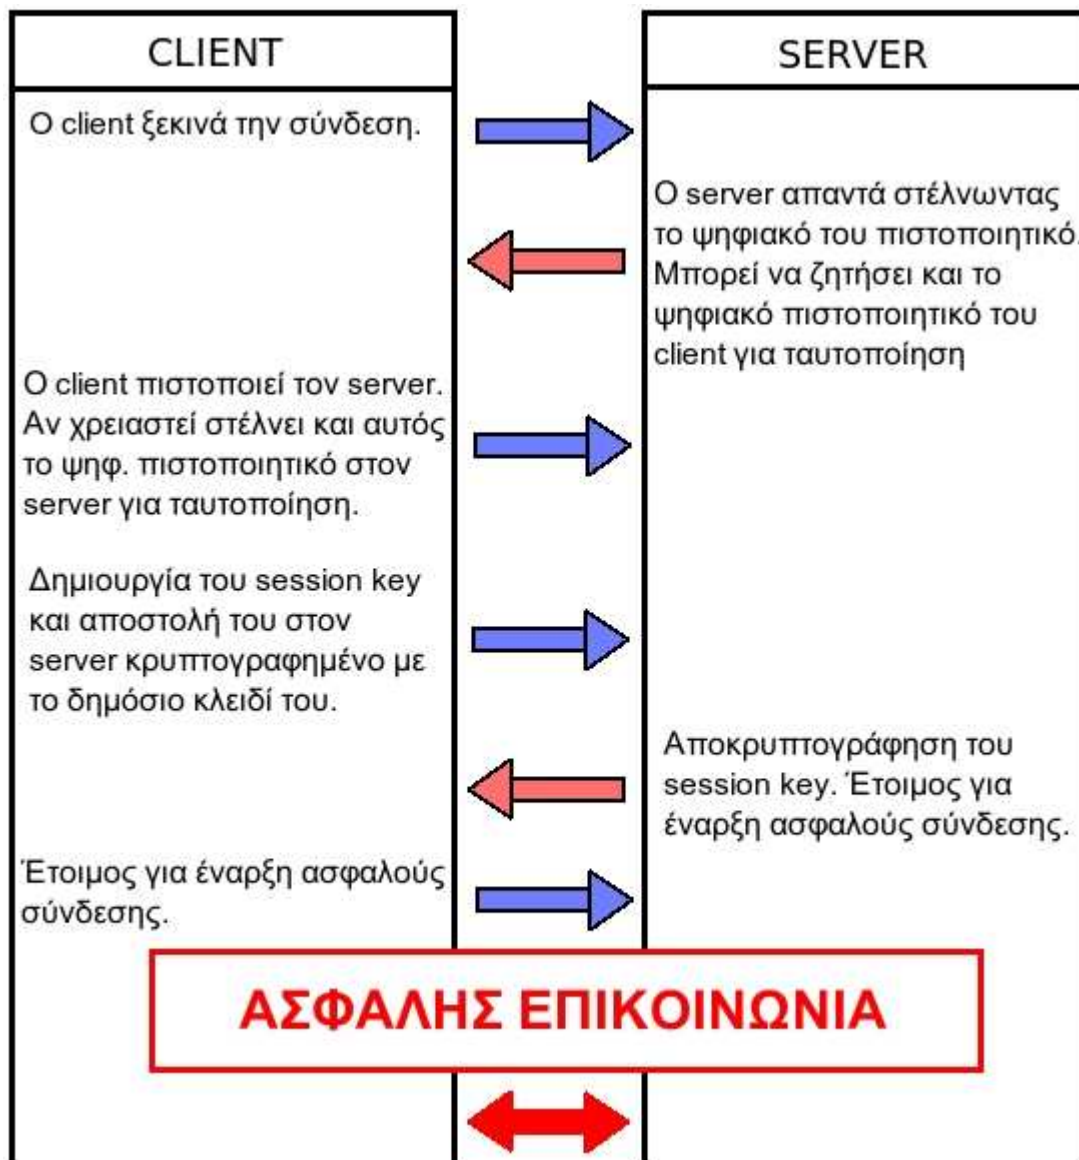 CLIENT
SERVER
Ο client ξεκινά την σύνδεση.
Ο server απαντά στέλνωντας
το ψηφιακό του πιστοποιητικό.
Μπορεί να ζητήσει και το
ψηφιακό πιστοποιητικό του
client για ταυτοποίηση
Ο client πιστοποιεί τον server.
Αν χρειαστεί στέλνει και αυτός
το ψηφ. πιστοποιητικό στον
server για ταυτοποίηση.
Δημιουργία του session key
και αποστολή του στον
server κρυπτογραφημένο με
το δημόσιο κλειδί του.
Αποκρυπτογράφηση του
session key. Έτοιμος για
έναρξη ασφαλούς σύνδεσης.
Έτοιμος για έναρξη ασφαλούς
σύνδεσης.
ΑΣΦΑΛΗΣ ΕΠΙΚΟΙΝΩΝΙΑ